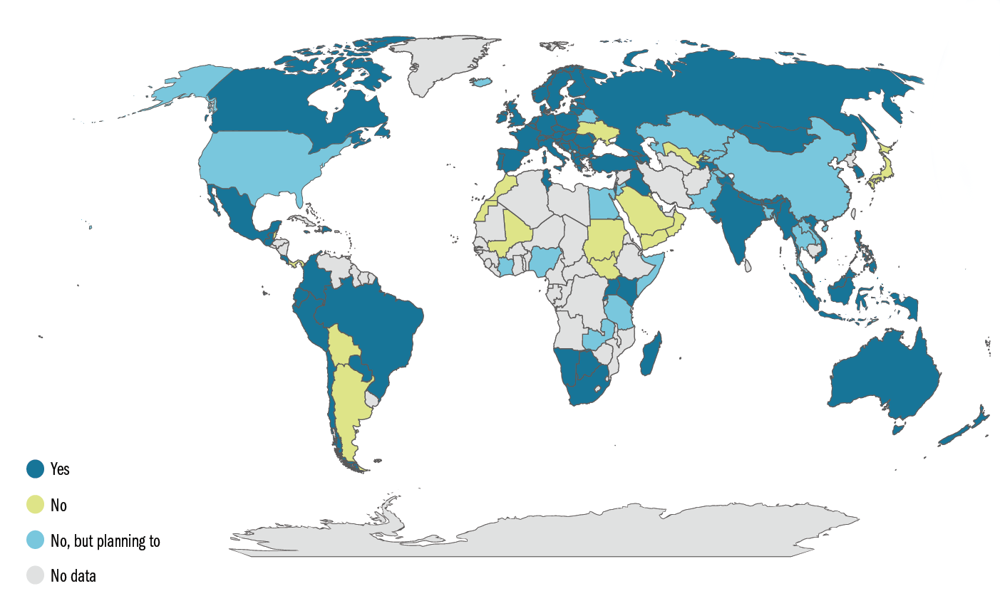 Yes
No
No, but planning to
No data